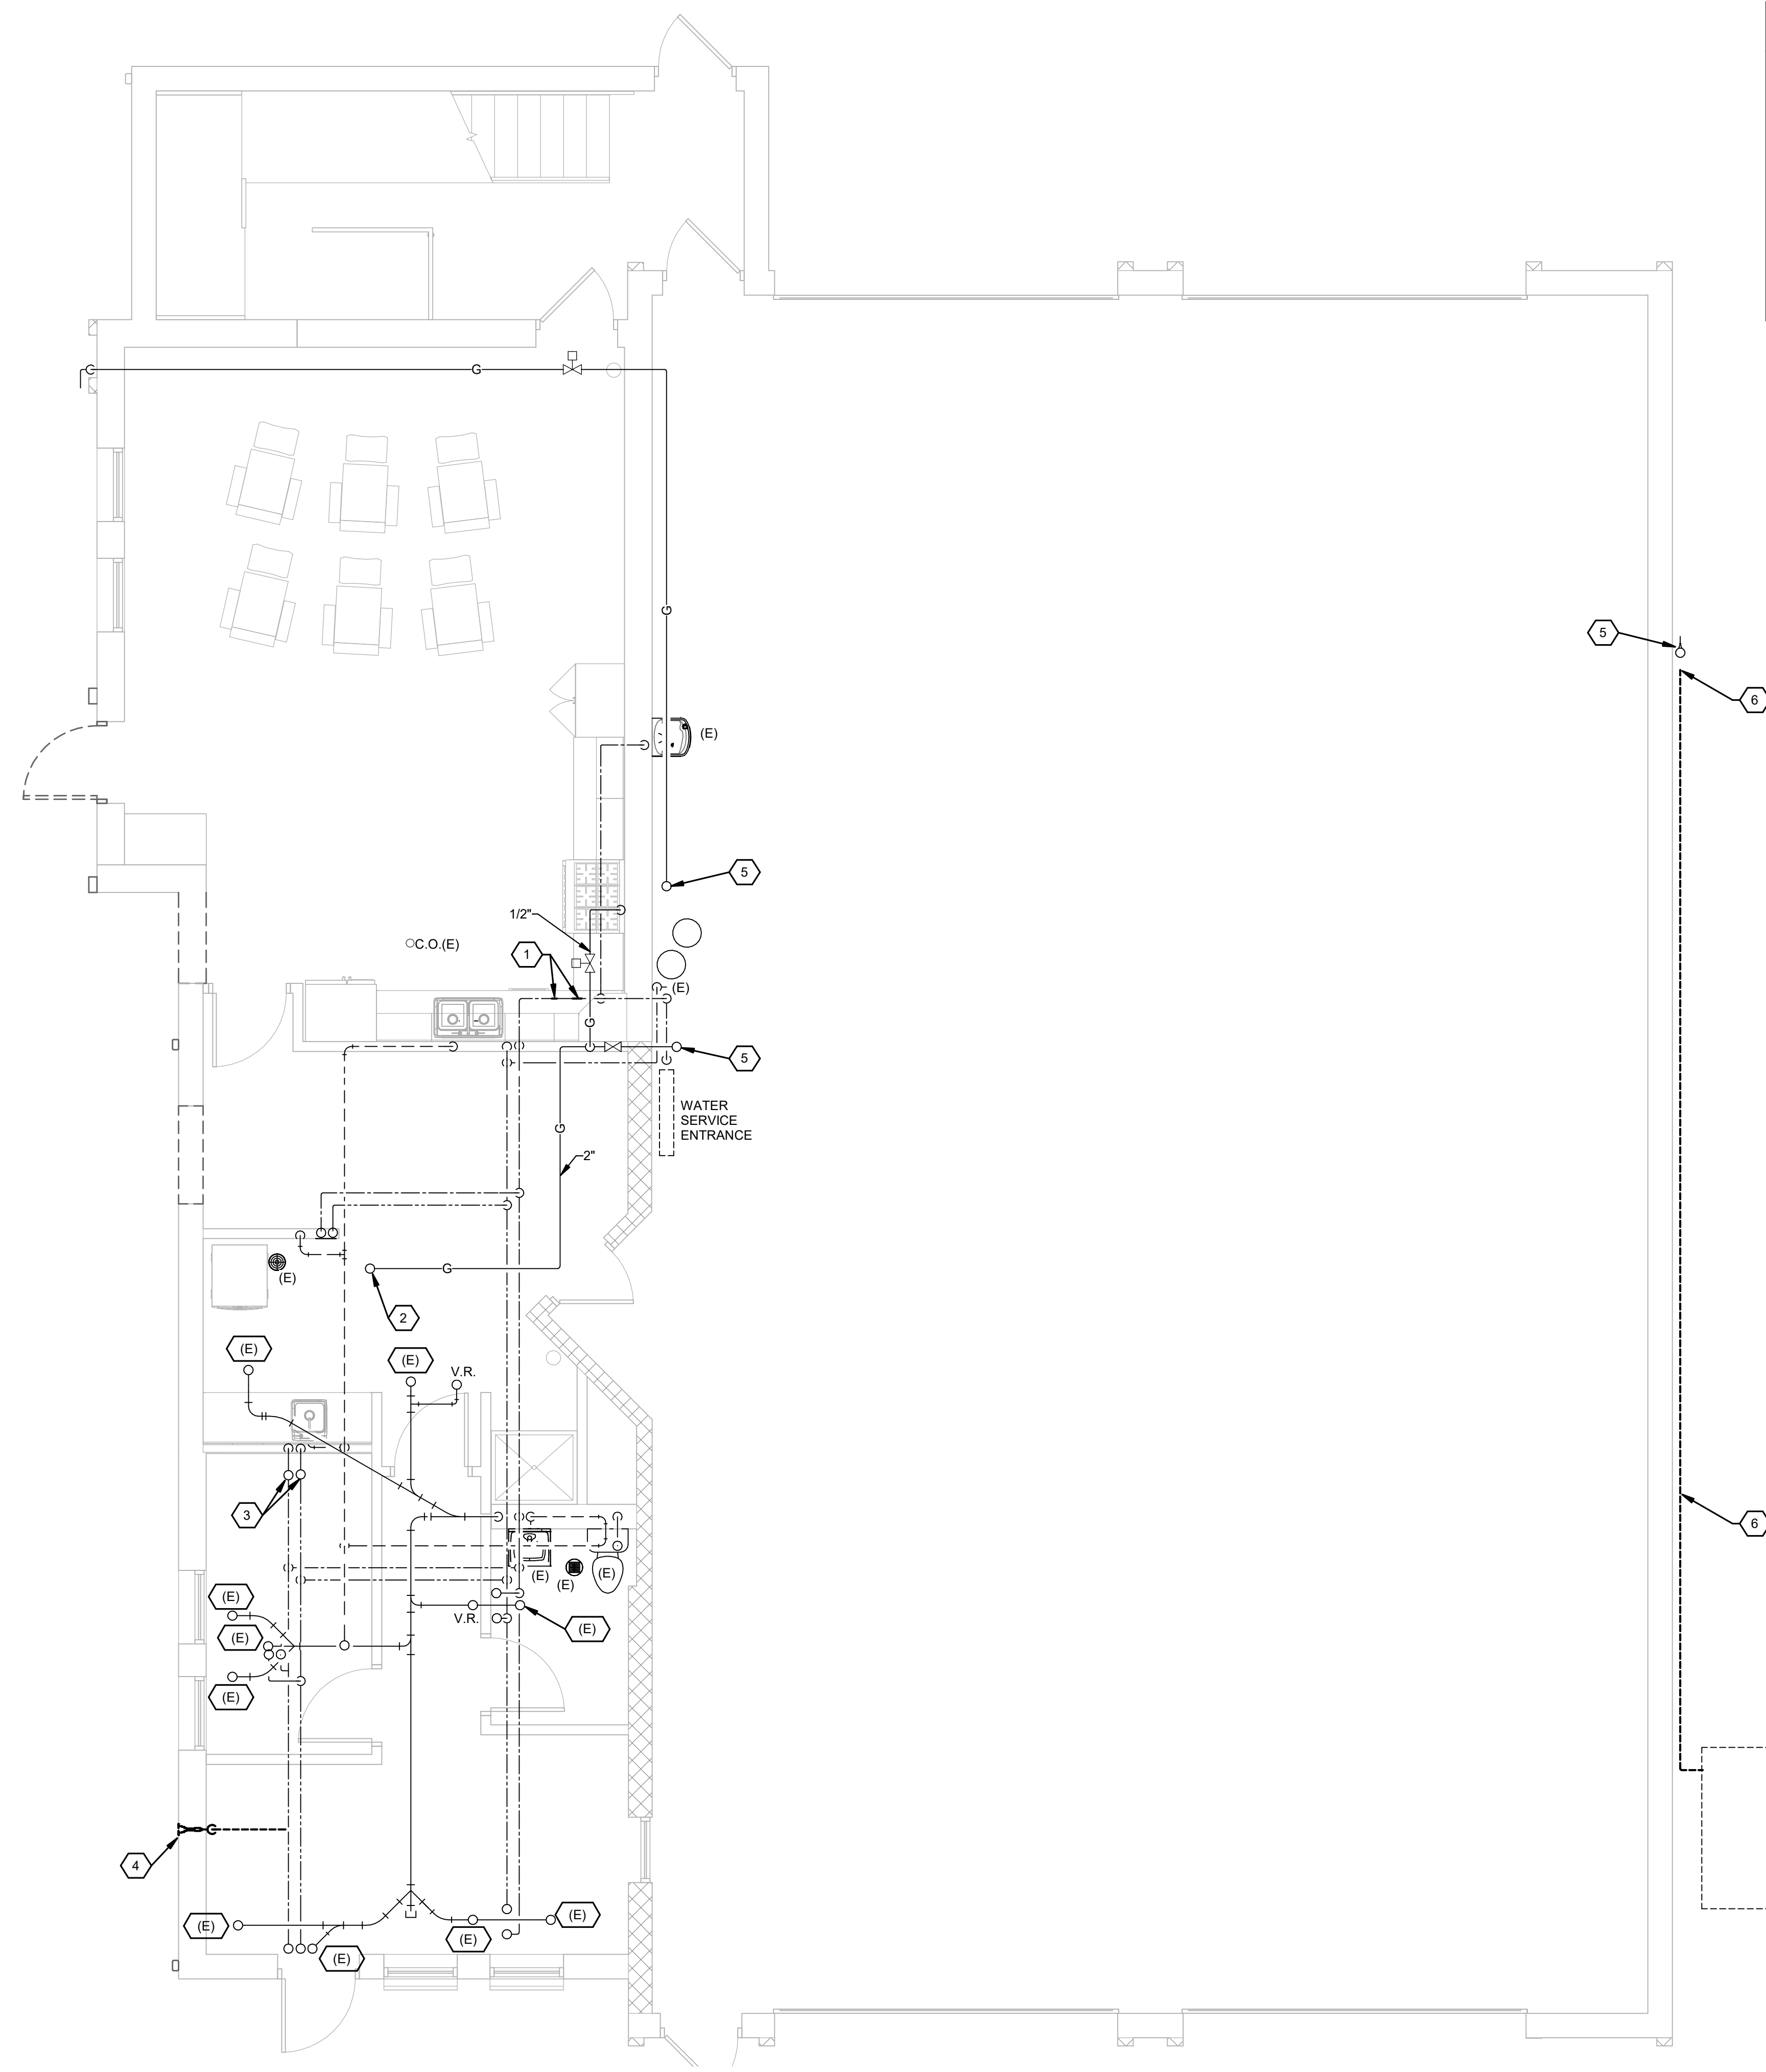 G
G
5
6
(E)
5
1/2"
C.O.(E)
1
(E)
G
5
WATER
SERVICE
ENTRANCE
G
2"
(E)
G
2
(E)
(E)
V.R.
3
6
(E)
(E)
(E)
(E)
V.R.
(E)
(E)
(E)
4
(E)
(E)
(E)
(E)